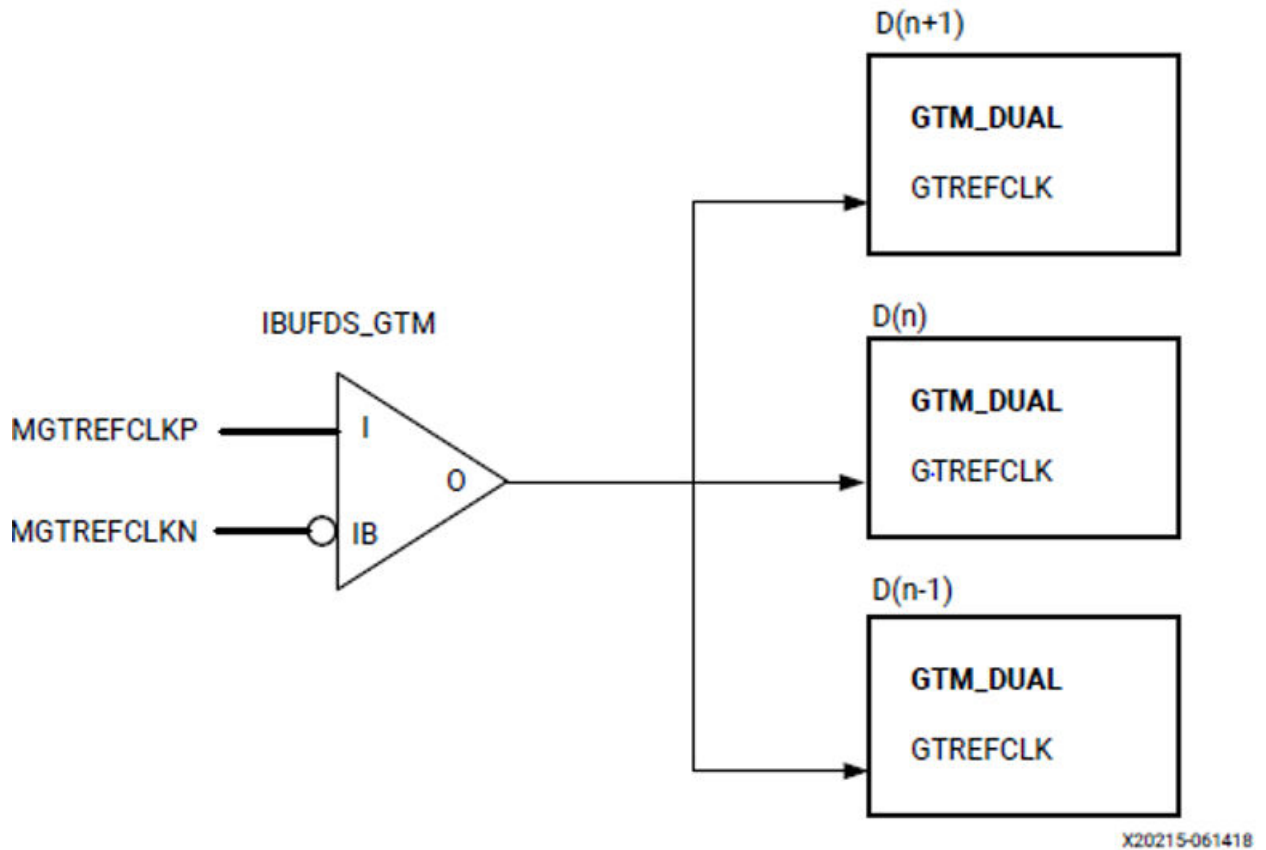 D(n+1)
GTM_DUAL
GTREFCLK
IBUFDS_GTM
MGTREFCLKP
I
O
MGTREFCLKN
IB
D(n)
GTM_DUAL
GTREFCLK
D(n-1)
GTM_DUAL
GTREFCLK
X20215-061418